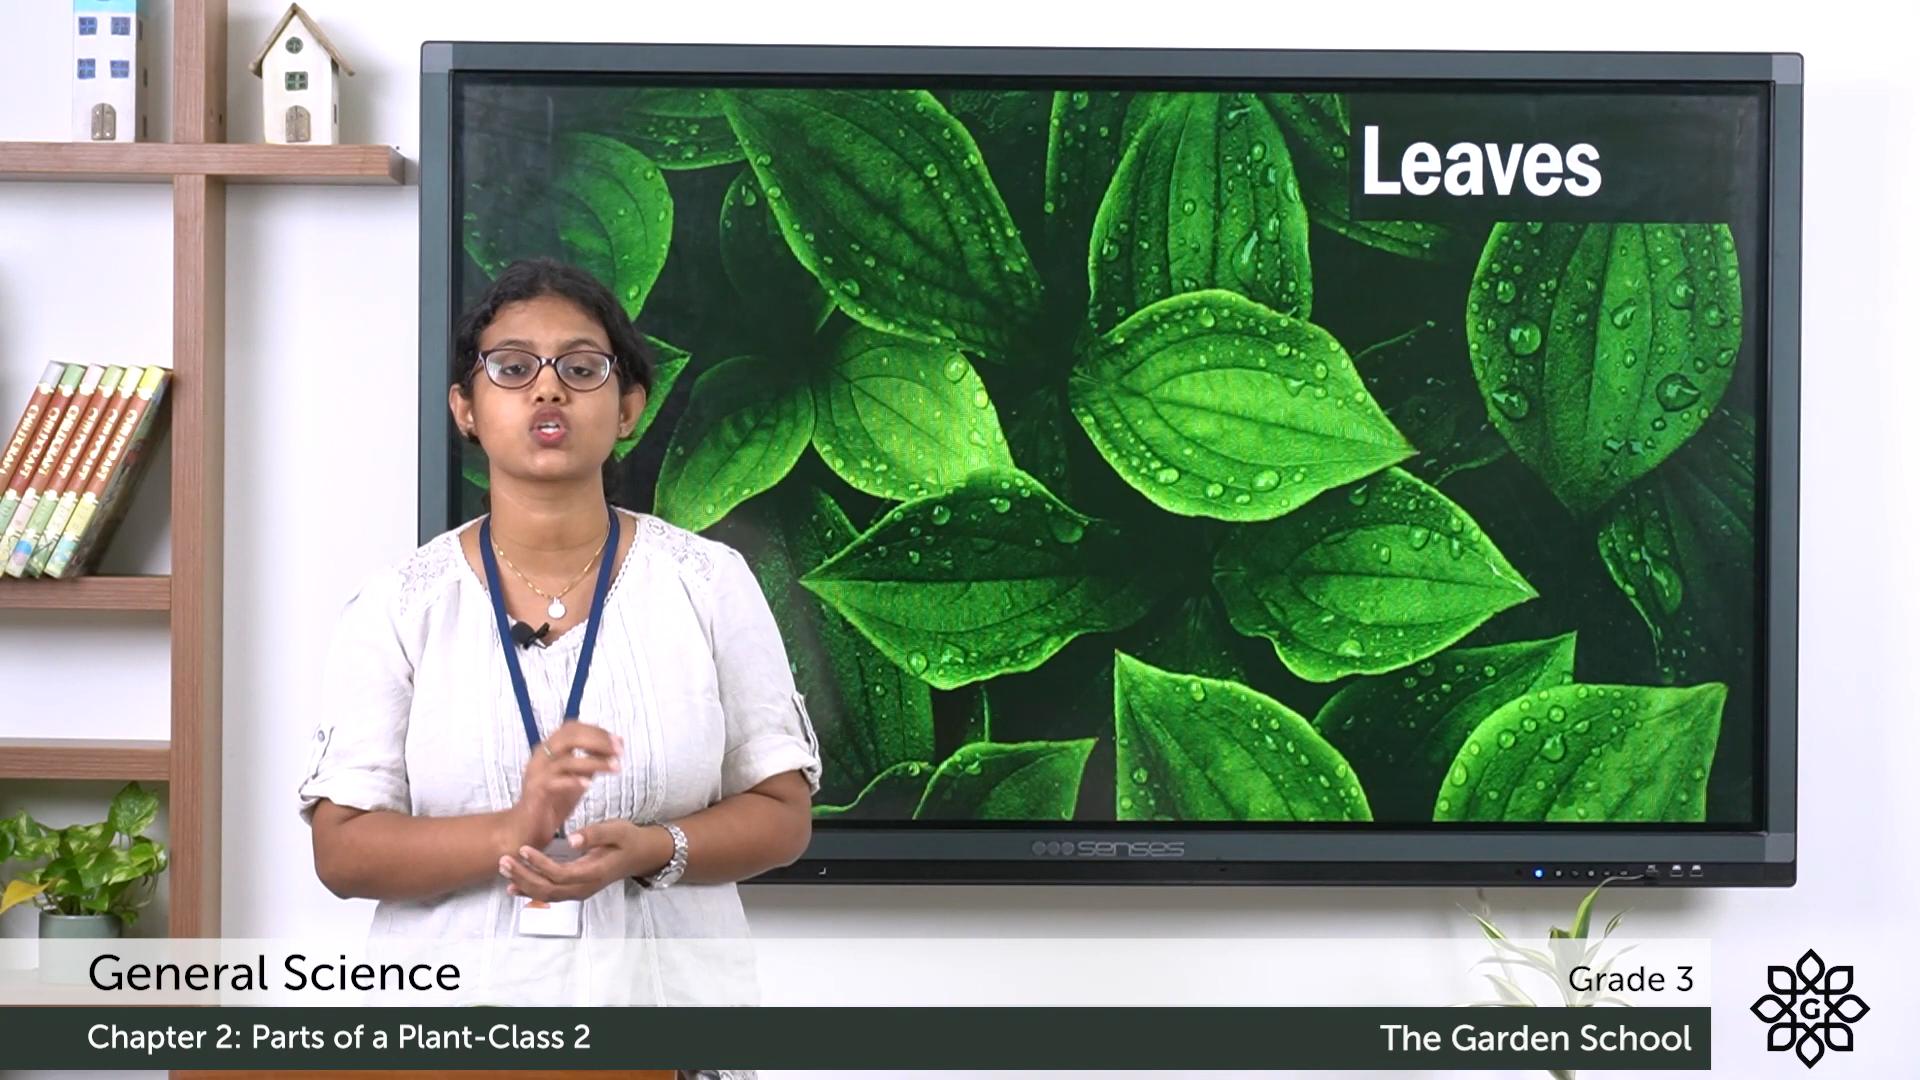 Leaves
senses
General Science
Grade 3
Chapter 2: Parts of a Plant-Class 2
The Garden School
G